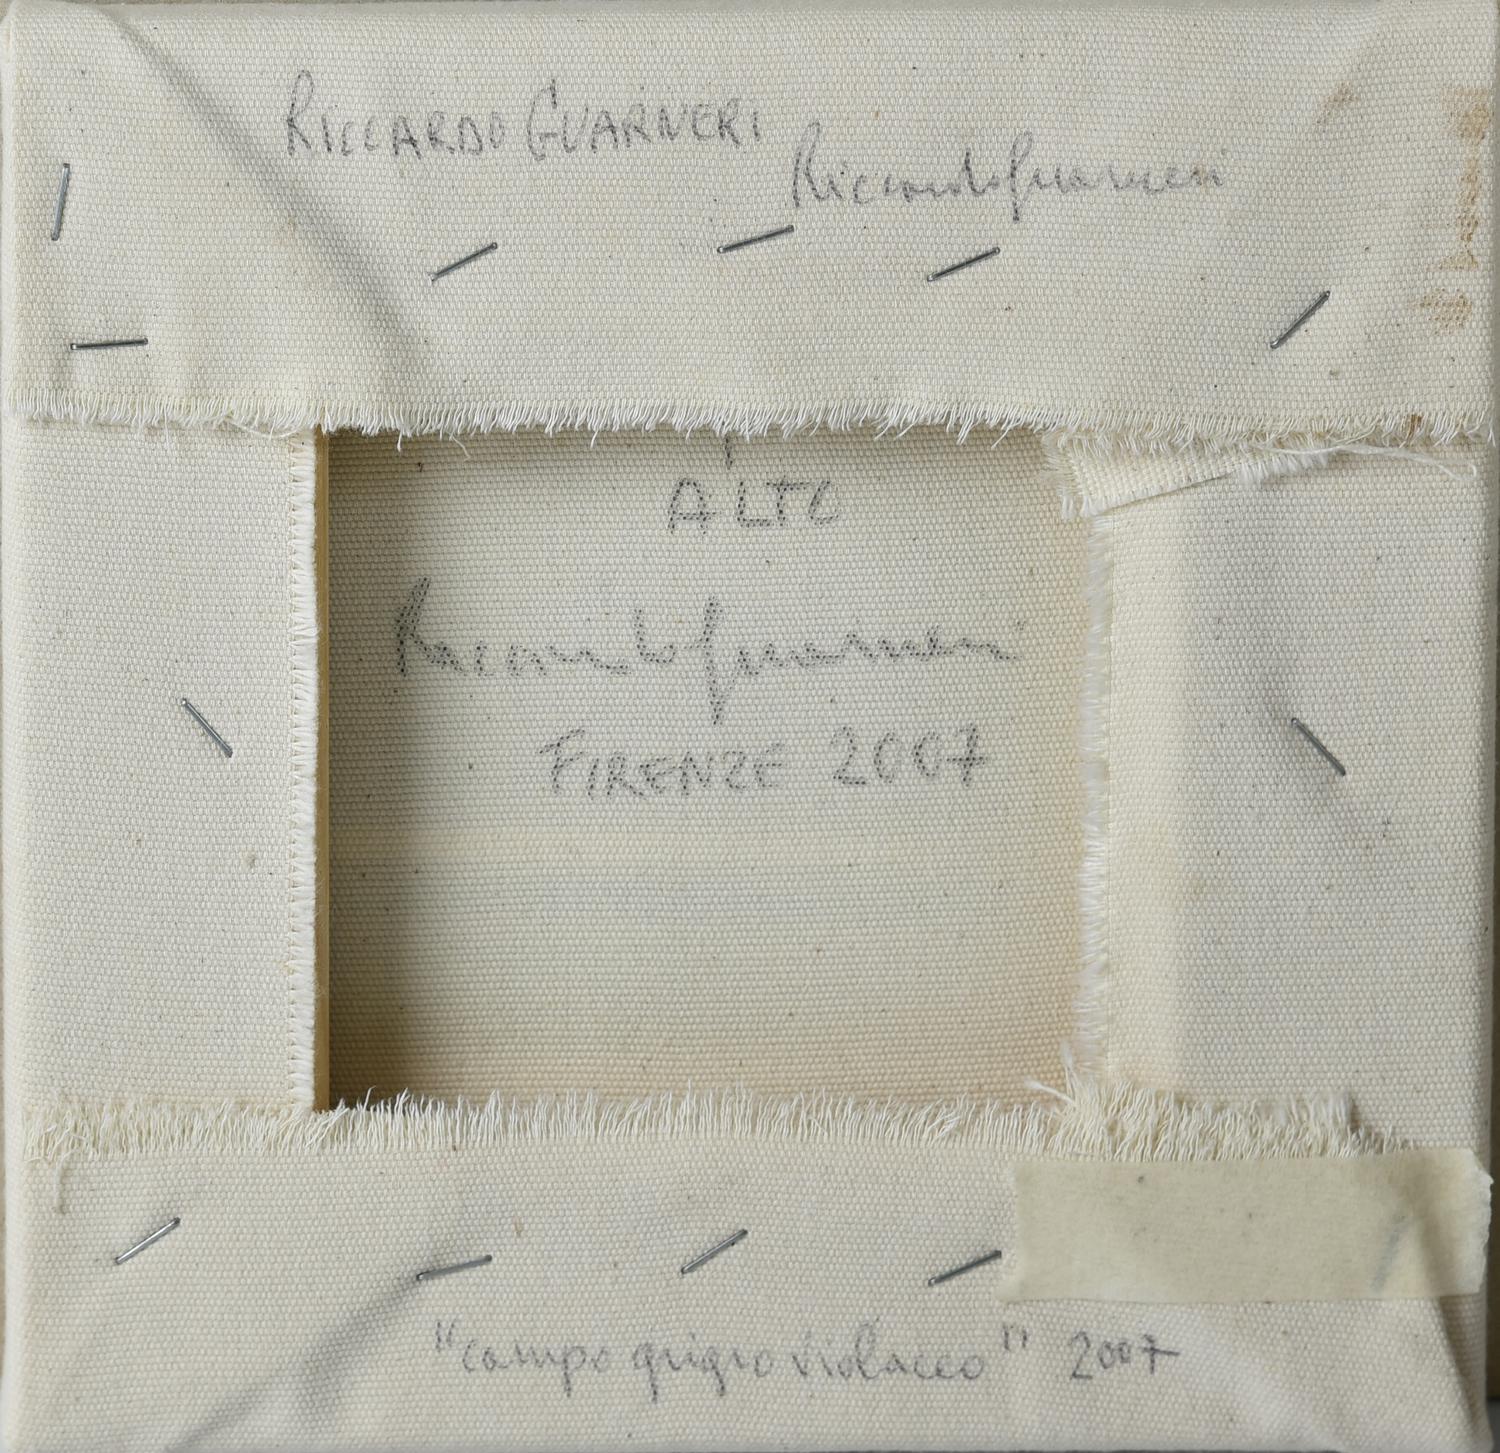 RICCARDO GUARNERI
Riccardo Guarneri
ALTO
Riccardo Guarneri
FIRENZE 2007
"campo grigio violaceo" 2007